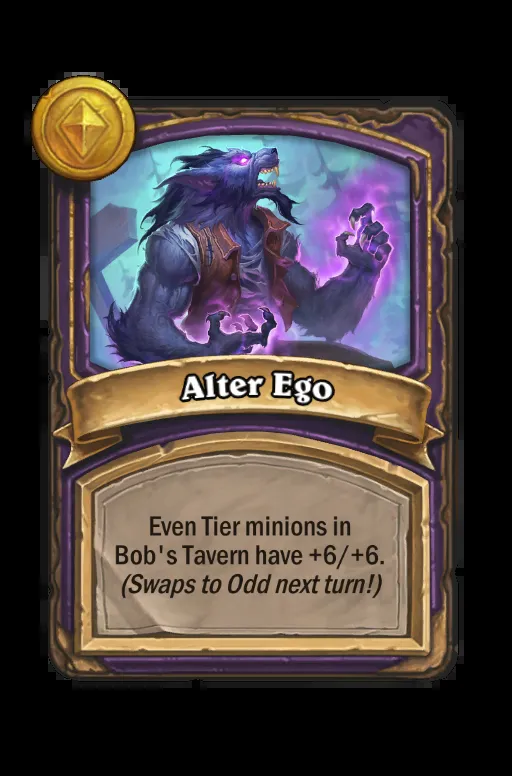 Alter Ego
Even Tier minions in
Bob's Tavern have +6/+6.
(Swaps to Odd next turn!)